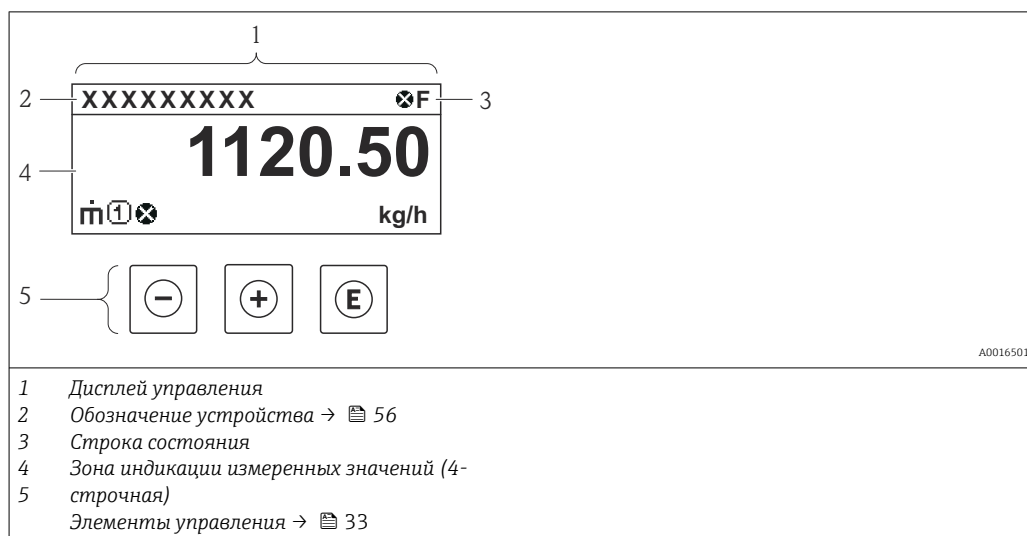 1
2 XXXXXXXXX ⊗F 3
4 1120.50
ṁ① ⊗ kg/h
5 − + E
A0016501
1 Дисплей управления
2 Обозначение устройства → 56
3 Строка состояния
4 Зона индикации измеренных значений (4-
5 строчная)
Элементы управления → 33